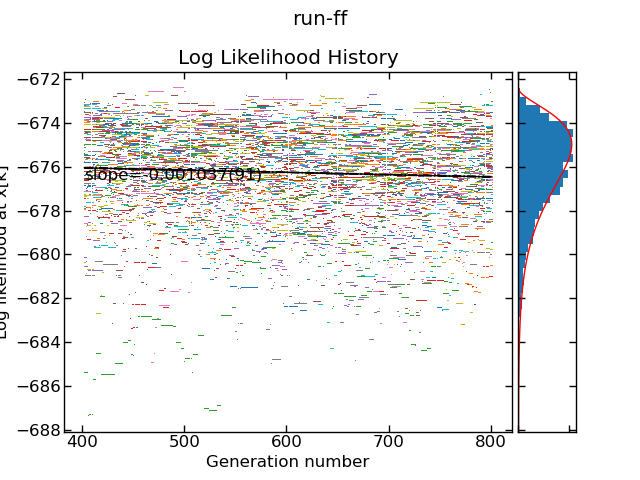 run-ff
Log Likelihood History
−672
−674
−676
−678
−680
−682
−684
−686
−688
slope=-0.001037(91)
400
500
600
700
800
Generation number
Log likelihood at x[k]